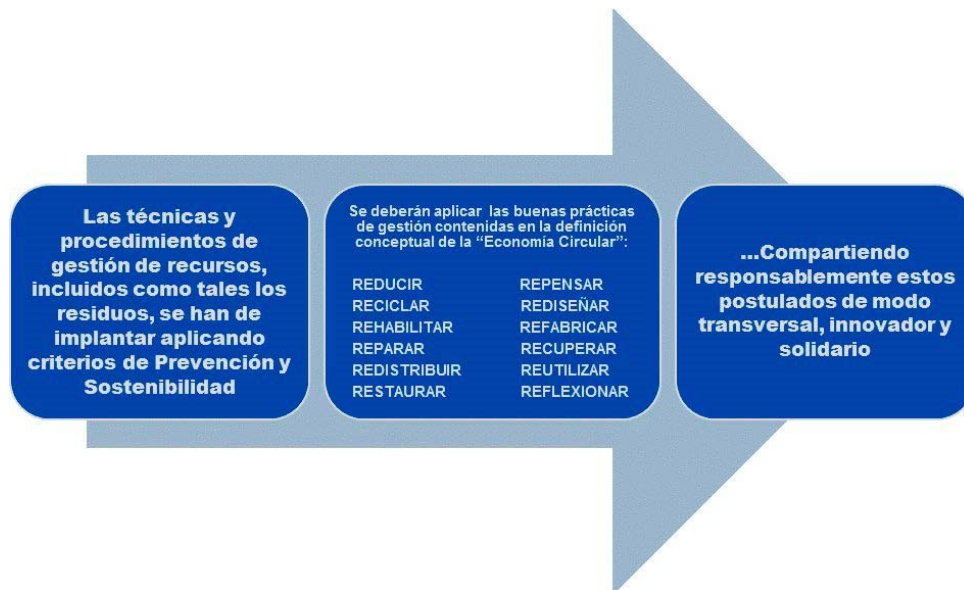 Las técnicas y
procedimientos de
gestión de recursos,
incluidos como tales los
residuos, se han de
implantar aplicando
criterios de Prevención y
Sostenibilidad
Se deberán aplicar las buenas prácticas
de gestión contenidas en la definición
conceptual de la “Economía Circular”:
REDUCIR REPENSAR
RECICLAR REDISEÑAR
REHABILITAR REFABRICAR
REPARAR RECUPERAR
REDISTRIBUIR REUTILIZAR
RESTAURAR REFLEXIONAR
...Compartiendo
responsablemente estos
postulados de modo
transversal, innovador y
solidario